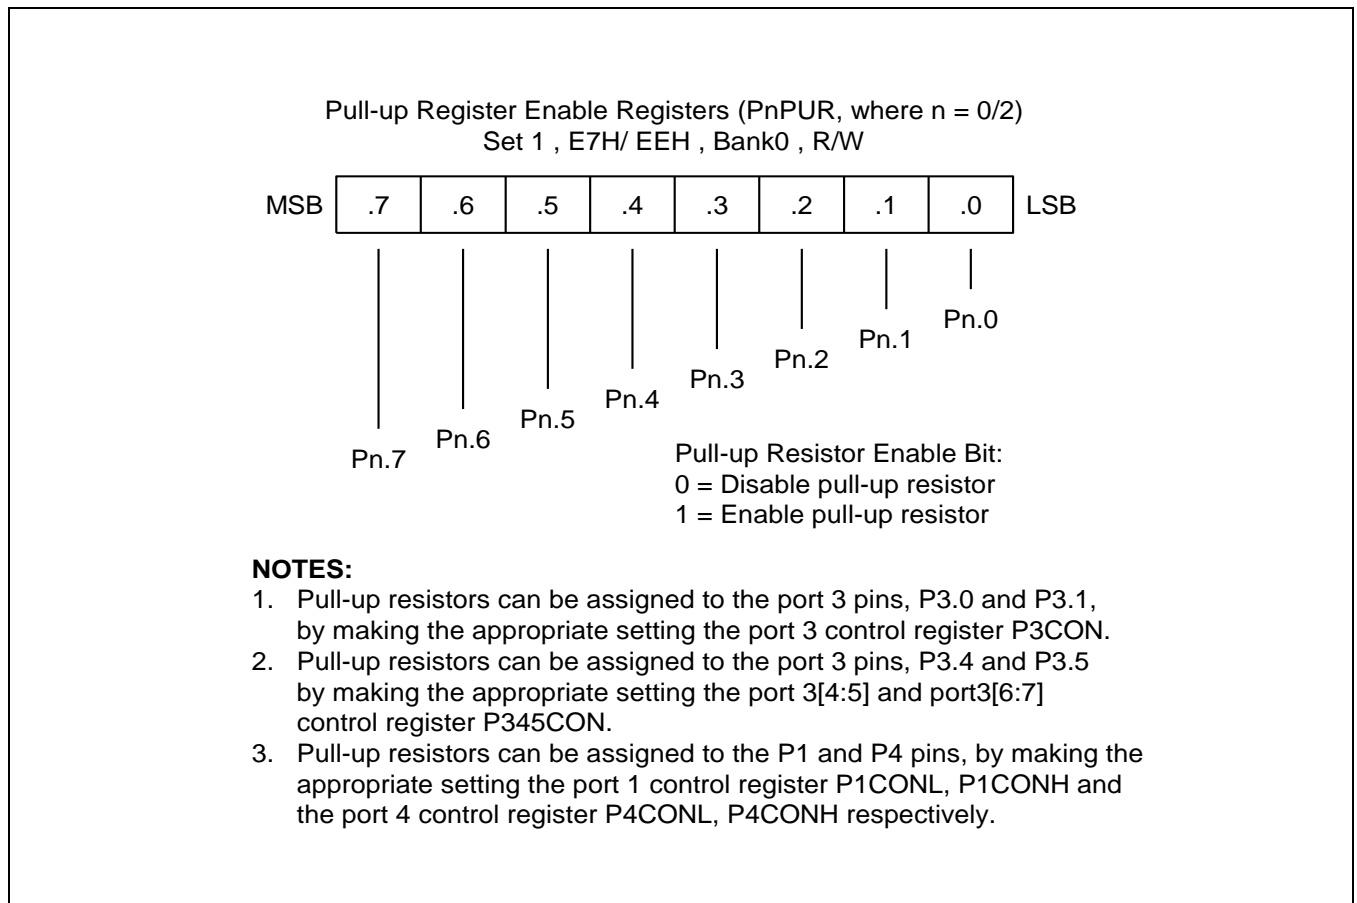 Pull-up Register Enable Registers (PnPUR, where n = 0/2)
Set 1 , E7H/ EEH , Bank0 , R/W
MSB .7 .6 .5 .4 .3 .2 .1 .0 LSB
Pn.0
Pn.1
Pn.2
Pn.3
Pn.4
Pn.5
Pn.6
Pn.7
Pull-up Resistor Enable Bit:
0 = Disable pull-up resistor
1 = Enable pull-up resistor
NOTES:
1. Pull-up resistors can be assigned to the port 3 pins, P3.0 and P3.1,
by making the appropriate setting the port 3 control register P3CON.
2. Pull-up resistors can be assigned to the port 3 pins, P3.4 and P3.5
by making the appropriate setting the port 3[4:5] and port3[6:7]
control register P345CON.
3. Pull-up resistors can be assigned to the P1 and P4 pins, by making the
appropriate setting the port 1 control register P1CONL, P1CONH and
the port 4 control register P4CONL, P4CONH respectively.